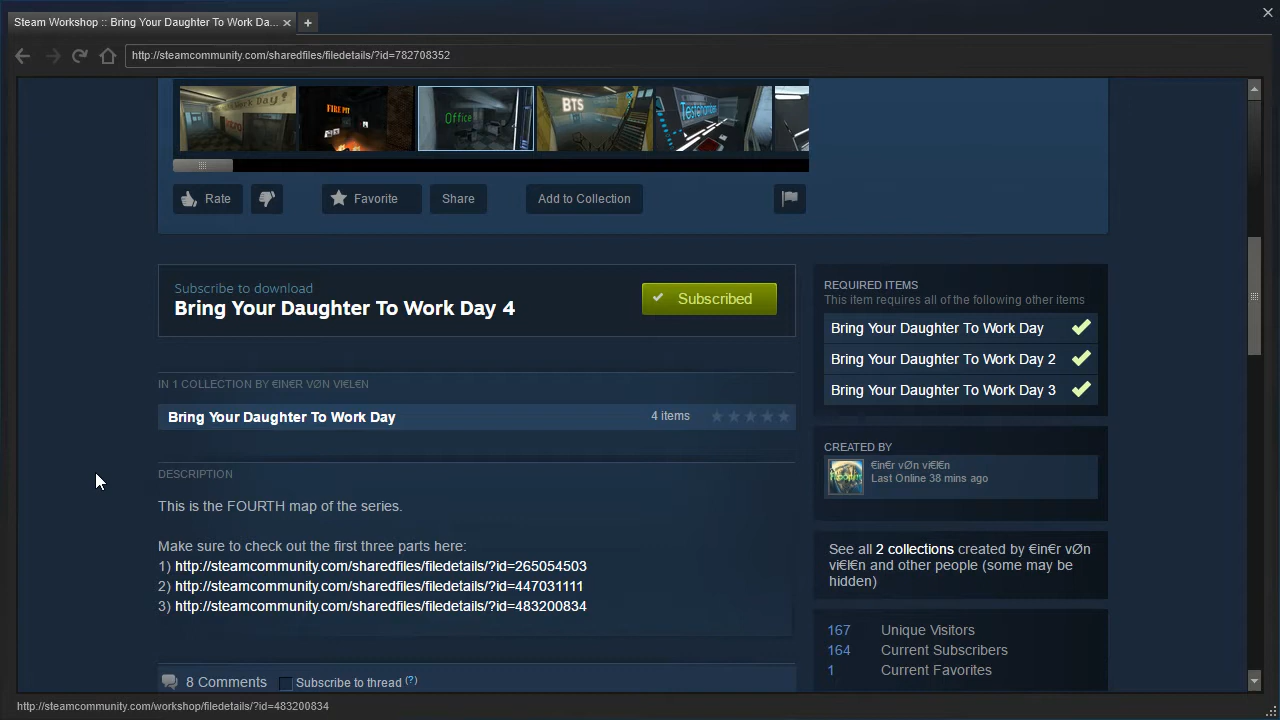 Steam Workshop :: Bring Your Daughter To Work Da...
http://steamcommunity.com/sharedfiles/filedetails/?id=782708352
FIRE PIT
Office
BTS
Rate
Favorite
Share
Add to Collection
Subscribe to download
Bring Your Daughter To Work Day 4
Subscribed
IN 1 COLLECTION BY €IN€R VØN VI€L€N
Bring Your Daughter To Work Day
4 items
DESCRIPTION
This is the FOURTH map of the series.
Make sure to check out the first three parts here:
1) http://steamcommunity.com/sharedfiles/filedetails/?id=265054503
2) http://steamcommunity.com/sharedfiles/filedetails/?id=447031111
3) http://steamcommunity.com/sharedfiles/filedetails/?id=483200834
8 Comments
Subscribe to thread (?)
REQUIRED ITEMS
This item requires all of the following other items
Bring Your Daughter To Work Day
Bring Your Daughter To Work Day 2
Bring Your Daughter To Work Day 3
CREATED BY
€in€r vØn vi€l€n
Last Online 38 mins ago
See all 2 collections created by €in€r vØn
vi€l€n and other people (some may be
hidden)
167 Unique Visitors
164 Current Subscribers
1 Current Favorites
http://steamcommunity.com/workshop/filedetails/?id=483200834